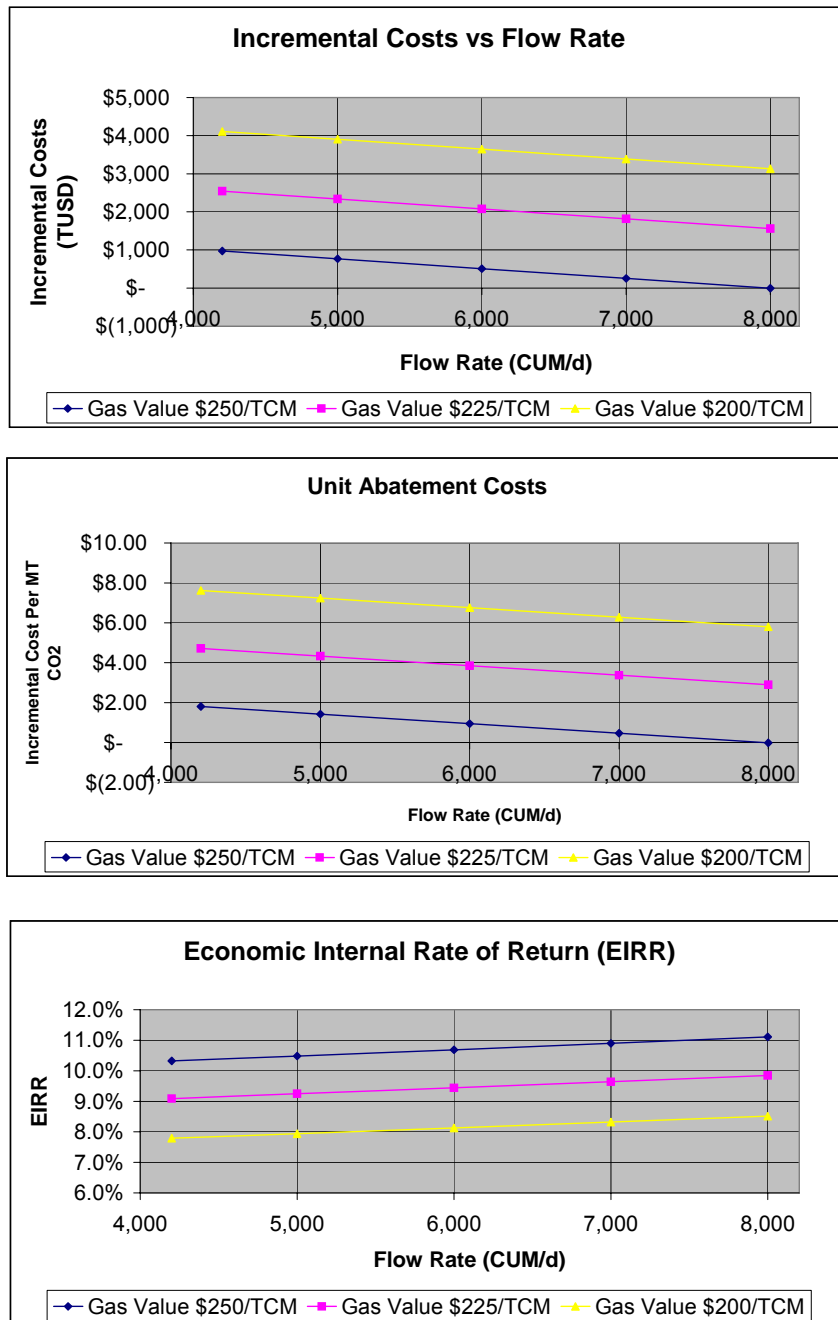 Incremental Costs vs Flow Rate
$5,000
$4,000
$3,000
$2,000
$1,000
$-
$(1,000)
Incremental Costs
(TUSD)
4,000 5,000 6,000 7,000 8,000
Flow Rate (CUM/d)
Gas Value $250/TCM Gas Value $225/TCM Gas Value $200/TCM
Unit Abatement Costs
$10.00
$8.00
$6.00
$4.00
$2.00
$-
$(2.00)
Incremental Cost Per MT
CO2
4,000 5,000 6,000 7,000 8,000
Flow Rate (CUM/d)
Gas Value $250/TCM Gas Value $225/TCM Gas Value $200/TCM
Economic Internal Rate of Return (EIRR)
12.0%
11.0%
10.0%
9.0%
8.0%
7.0%
6.0%
EIRR
4,000 5,000 6,000 7,000 8,000
Flow Rate (CUM/d)
Gas Value $250/TCM Gas Value $225/TCM Gas Value $200/TCM